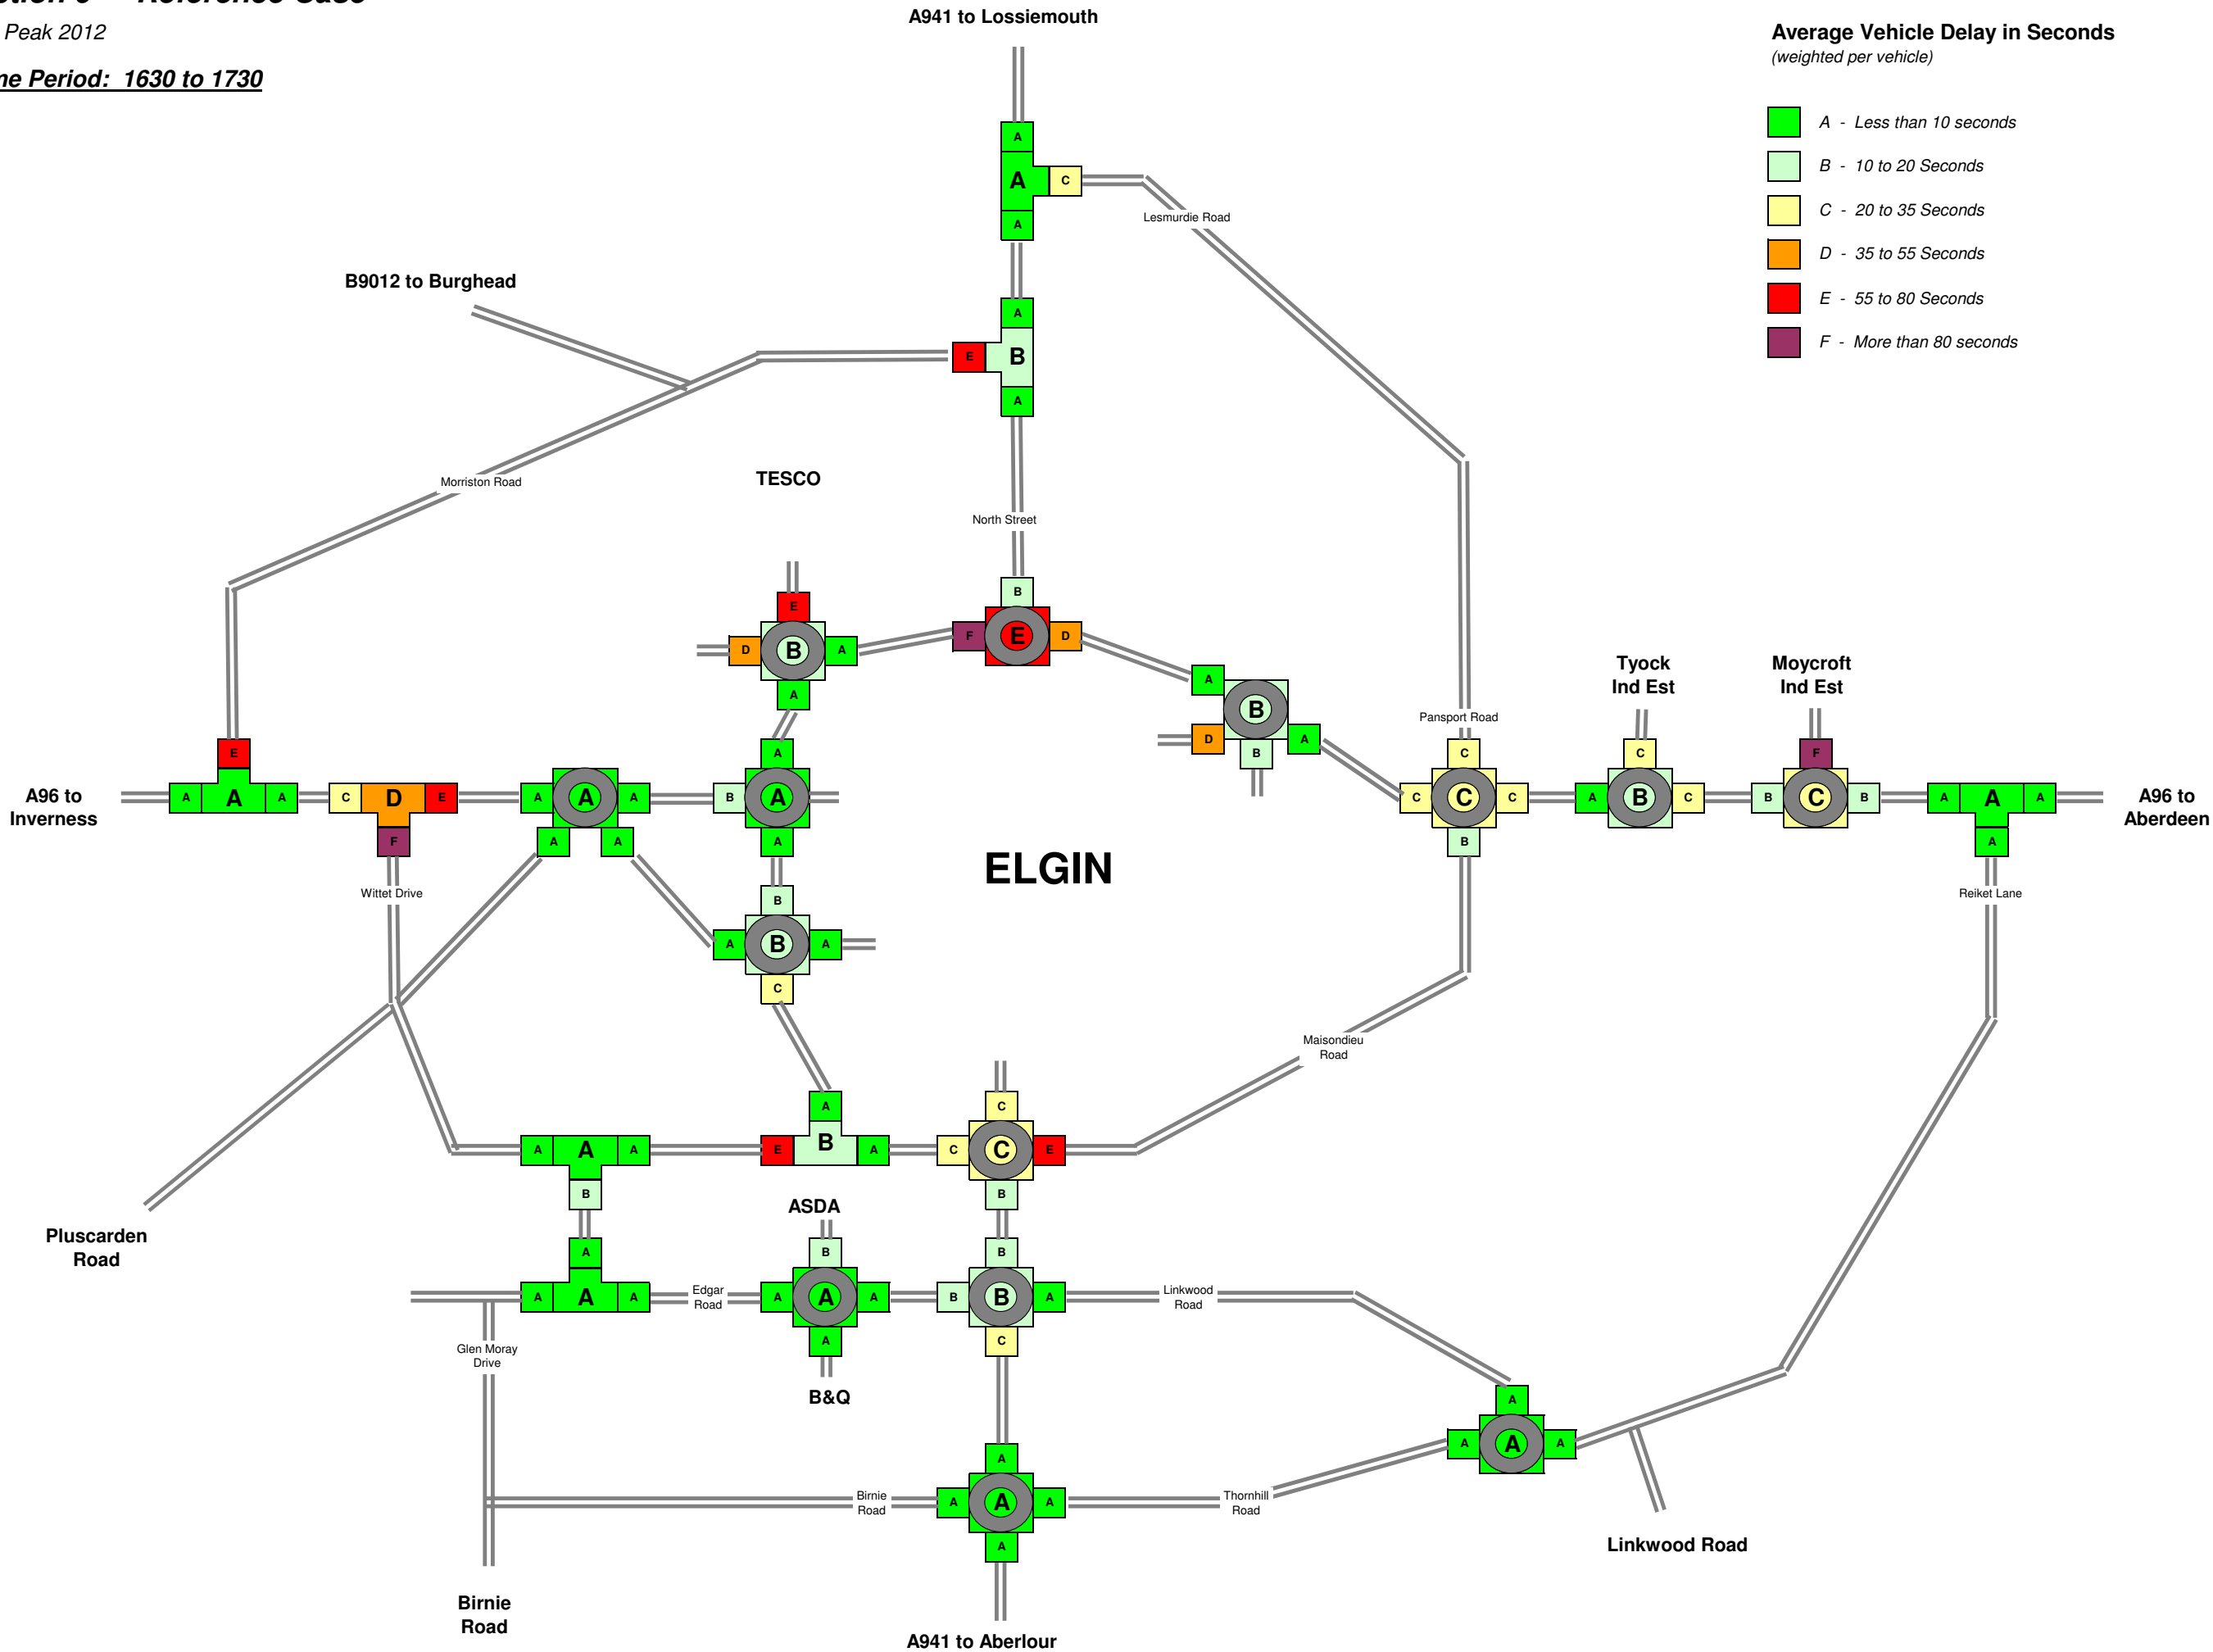 Reference Case
Peak 2012
Period: 1630 to 1730
A941 to Lossiemouth
Average Vehicle Delay in Seconds
(weighted per vehicle)
A - Less than 10 seconds
B - 10 to 20 Seconds
C - 20 to 35 Seconds
D - 35 to 55 Seconds
E - 55 to 80 Seconds
F - More than 80 seconds
A
A C
A
Lesmurdie Road
B9012 to Burghead
A
E B
A
Morriston Road
TESCO
North Street
B
F E D
E
D B A
A
A
B
D A
B
Tyock
Ind Est
Moycroft
Ind Est
Pansport Road
A96 to
Inverness
E
A A A
C D E
F
A A A
A A
A
B A
A
C
C C C
B
C
A B C
F
B C B
A A A
A
A96 to
Aberdeen
ELGIN
Wittet Drive
Reiket Lane
B
A B A
C
Maisondieu
Road
A A A
B
A
E B A
C
C C E
B
Pluscarden
Road
ASDA
A
A A A
Edgar
Road
B
A A A
A
B
B B A
C
Linkwood
Road
Glen Moray
Drive
B&Q
A
A A A
Birnie
Road
A
A A A
A
Thornhill
Road
Linkwood Road
Birnie
Road
A941 to Aberlour